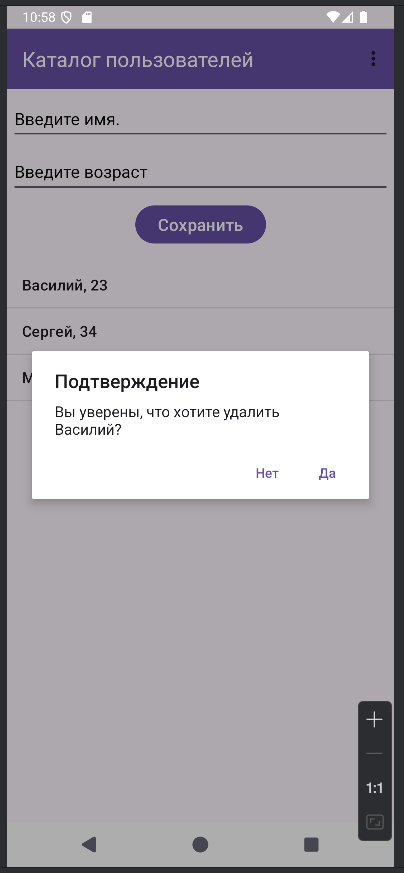 10:58
Каталог пользователей
Введите имя.
Введите возраст
Сохранить
Василий, 23
Сергей, 34
Подтверждение
Вы уверены, что хотите удалить
Василий?
Нет Да
1:1